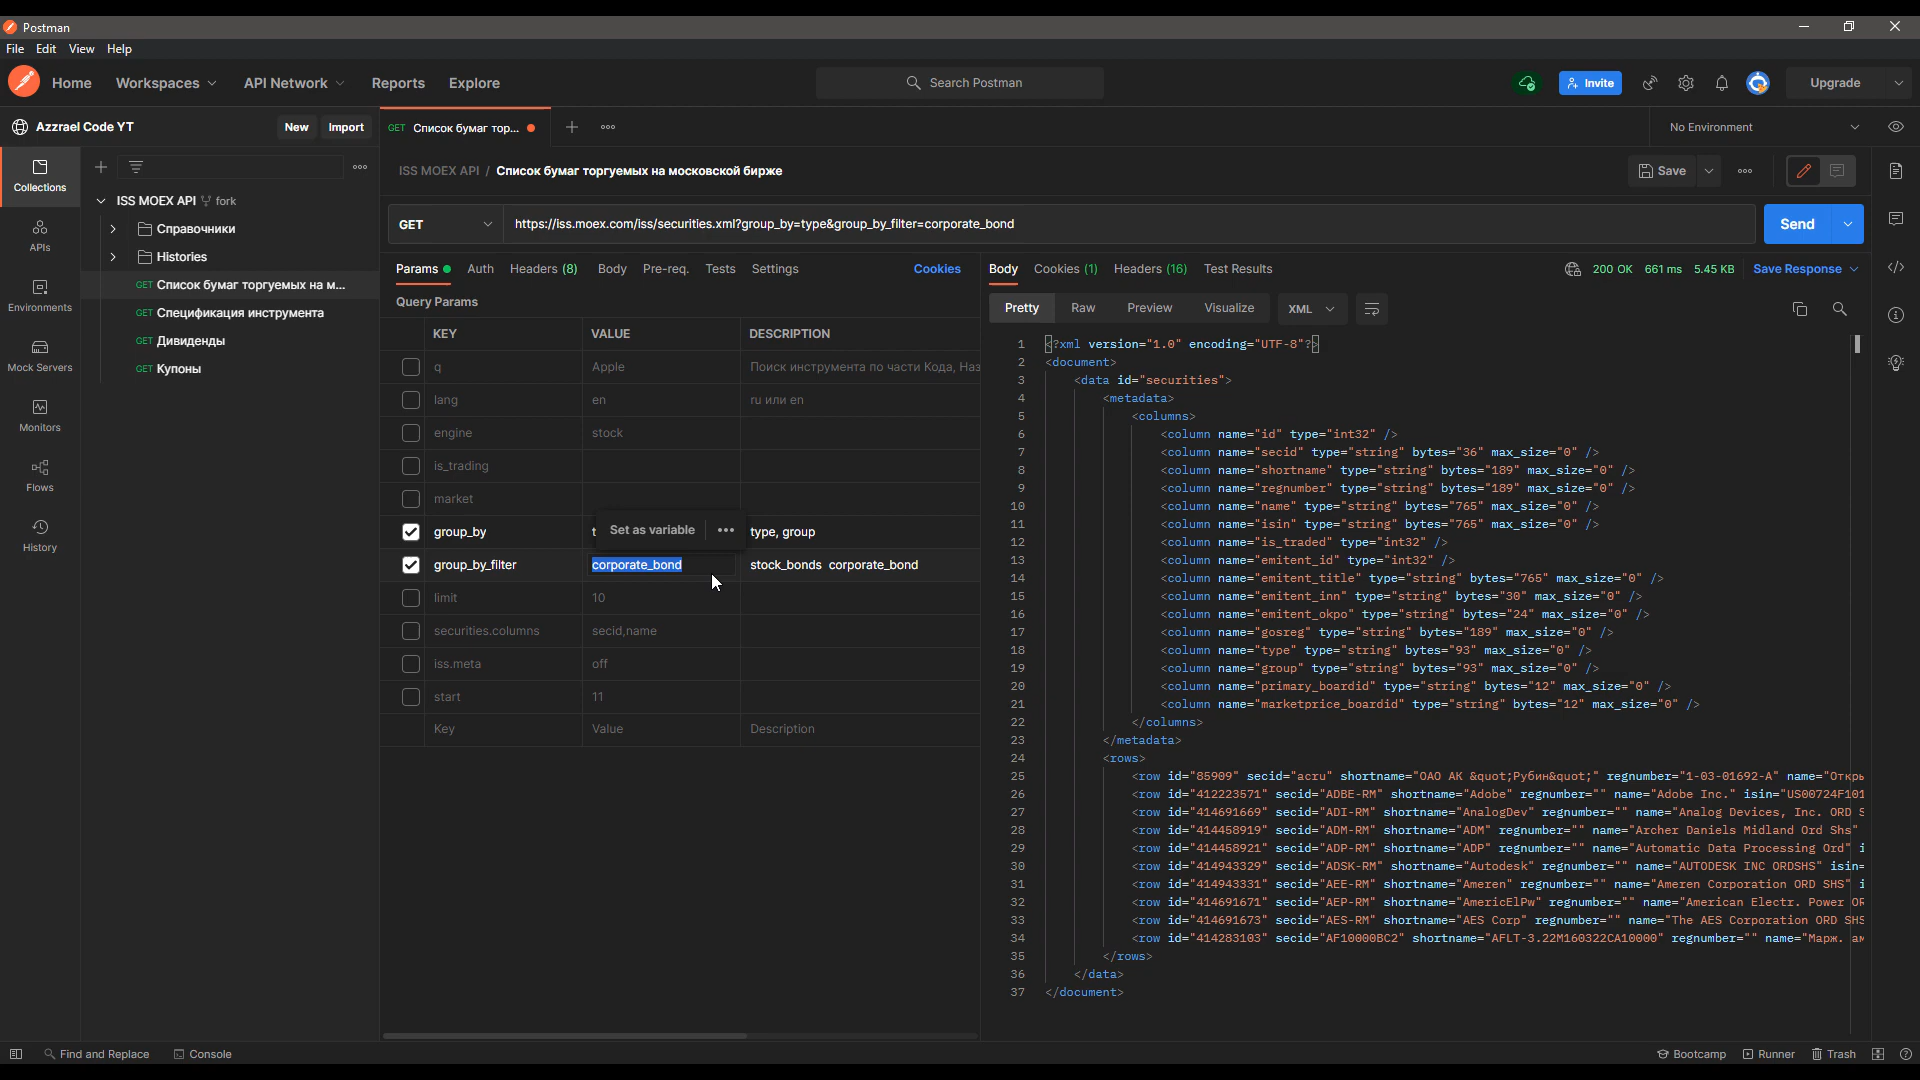 Postman
File Edit View Help
Home Workspaces API Network Reports Explore
Search Postman
Invite
Upgrade
Azzrael Code YT
New Import
GET Список бумаг тор...
No Environment
Collections
APIs
Environments
Mock Servers
Monitors
Flows
History
ISS MOEX API fork
Справочники
Histories
GET Список бумаг торгуемых на м...
GET Спецификация инструмента
GET Дивиденды
GET Купоны
ISS MOEX API / Список бумаг торгуемых на московской бирже
Save
GET https://iss.moex.com/iss/securities.xml?group_by=type&group_by_filter=corporate_bond
Send
Params Auth Headers (8) Body Pre-req. Tests Settings Cookies
Query Params
KEY VALUE DESCRIPTION
q Apple Поиск инструмента по части Кода, Наз
lang en ru или en
engine stock
is_trading
market
group_by t type, group
Set as variable
group_by_filter corporate_bond stock_bonds corporate_bond
limit 10
securities.columns secid,name
iss.meta off
start 11
Key Value Description
Body Cookies (1) Headers (16) Test Results
200 OK 661 ms 5.45 KB Save Response
Pretty Raw Preview Visualize XML
1 <?xml version="1.0" encoding="UTF-8"?>
2 <document>
3 <data id="securities">
4 <metadata>
5 <columns>
6 <column name="id" type="int32" />
7 <column name="secid" type="string" bytes="36" max_size="0" />
8 <column name="shortname" type="string" bytes="189" max_size="0" />
9 <column name="regnumber" type="string" bytes="189" max_size="0" />
10 <column name="name" type="string" bytes="765" max_size="0" />
11 <column name="isin" type="string" bytes="765" max_size="0" />
12 <column name="is_traded" type="int32" />
13 <column name="emitent_id" type="int32" />
14 <column name="emitent_title" type="string" bytes="765" max_size="0" />
15 <column name="emitent_inn" type="string" bytes="30" max_size="0" />
16 <column name="emitent_okpo" type="string" bytes="24" max_size="0" />
17 <column name="gosreg" type="string" bytes="189" max_size="0" />
18 <column name="type" type="string" bytes="93" max_size="0" />
19 <column name="group" type="string" bytes="93" max_size="0" />
20 <column name="primary_boardid" type="string" bytes="12" max_size="0" />
21 <column name="marketprice_boardid" type="string" bytes="12" max_size="0" />
22 </columns>
23 </metadata>
24 <rows>
25 <row id="85909" secid="acru" shortname="ОАО АК &quot;Рубин&quot;" regnumber="1-03-01692-A" name="Откры
26 <row id="412223571" secid="ADBE-RM" shortname="Adobe" regnumber="" name="Adobe Inc." isin="US00724F101
27 <row id="414691669" secid="ADI-RM" shortname="AnalogDev" regnumber="" name="Analog Devices, Inc. ORD S
28 <row id="414458919" secid="ADM-RM" shortname="ADM" regnumber="" name="Archer Daniels Midland Ord Shs"
29 <row id="414458921" secid="ADP-RM" shortname="ADP" regnumber="" name="Automatic Data Processing Ord" i
30 <row id="414943329" secid="ADSK-RM" shortname="Autodesk" regnumber="" name="AUTODESK INC ORDSHS" isin=
31 <row id="414943331" secid="AEE-RM" shortname="Ameren" regnumber="" name="Ameren Corporation ORD SHS" i
32 <row id="414691671" secid="AEP-RM" shortname="AmericElPw" regnumber="" name="American Electr. Power OR
33 <row id="414691673" secid="AES-RM" shortname="AES Corp" regnumber="" name="The AES Corporation ORD SHS
34 <row id="414283103" secid="AF10000BC2" shortname="AFLT-3.22M160322CA10000" regnumber="" name="Марж. ам
35 </rows>
36 </data>
37 </document>
Find and Replace Console
Bootcamp Runner Trash